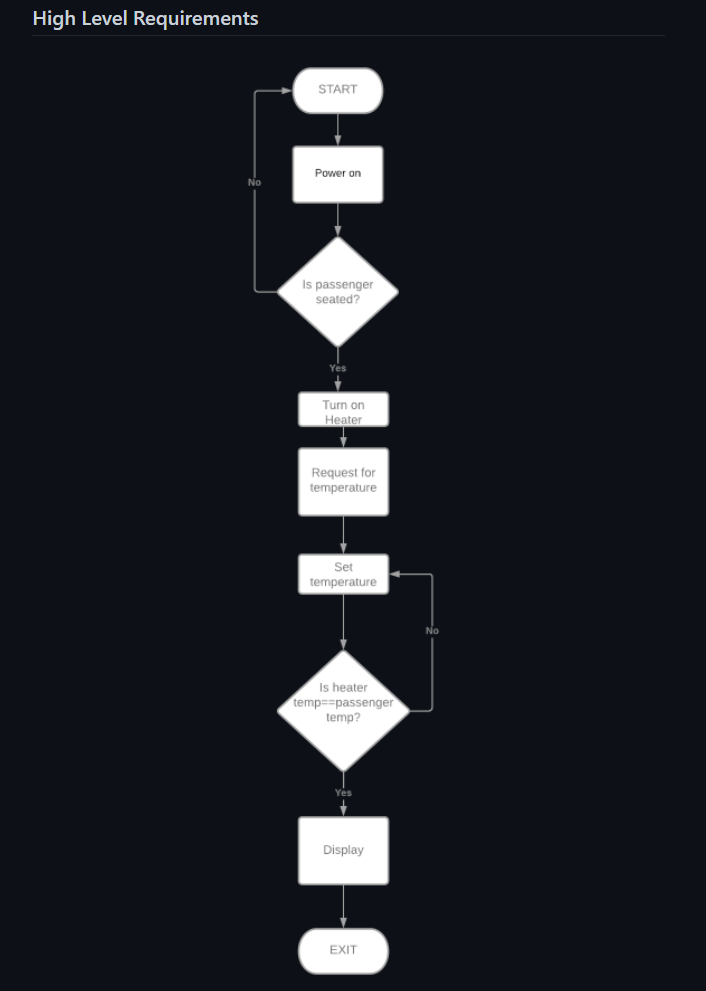 High Level Requirements
START
Power on
No
Is passenger
seated?
Yes
Turn on
Heater
Request for
temperature
Set
temperature
No
Is heater
temp==passenger
temp?
Yes
Display
EXIT